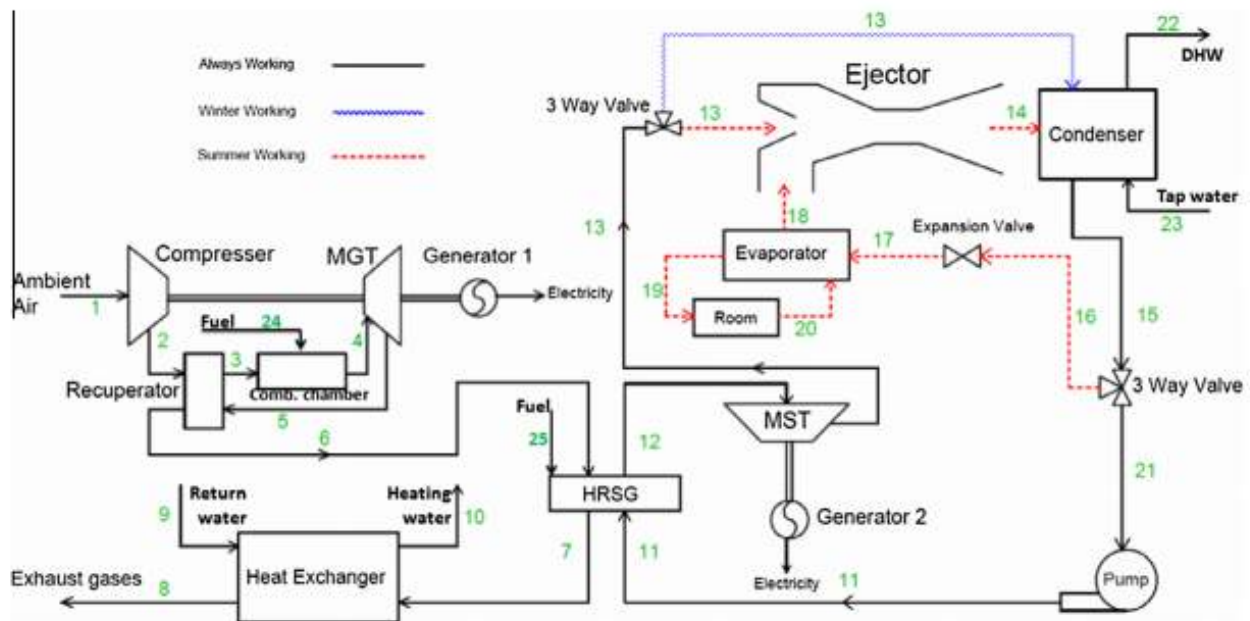 13
22
DHW
Always Working
Ejector
Winter Working
3 Way Valve
13
14
Condenser
Summer Working
Tap water
23
18
13
Expansion Valve
17
Evaporator
Compresser
MGT
Generator 1
19
Ambient
Air
1
Electricity
Room
20
16
15
2
Fuel
24
4
3
Recuperator
Comb. chamber
3 Way Valve
5
Fuel
MST
6
25
12
21
HRSG
9
Return
water
Heating
water
10
Generator 2
7
11
Exhaust gases
8
Heat Exchanger
Electricity
11
Pump